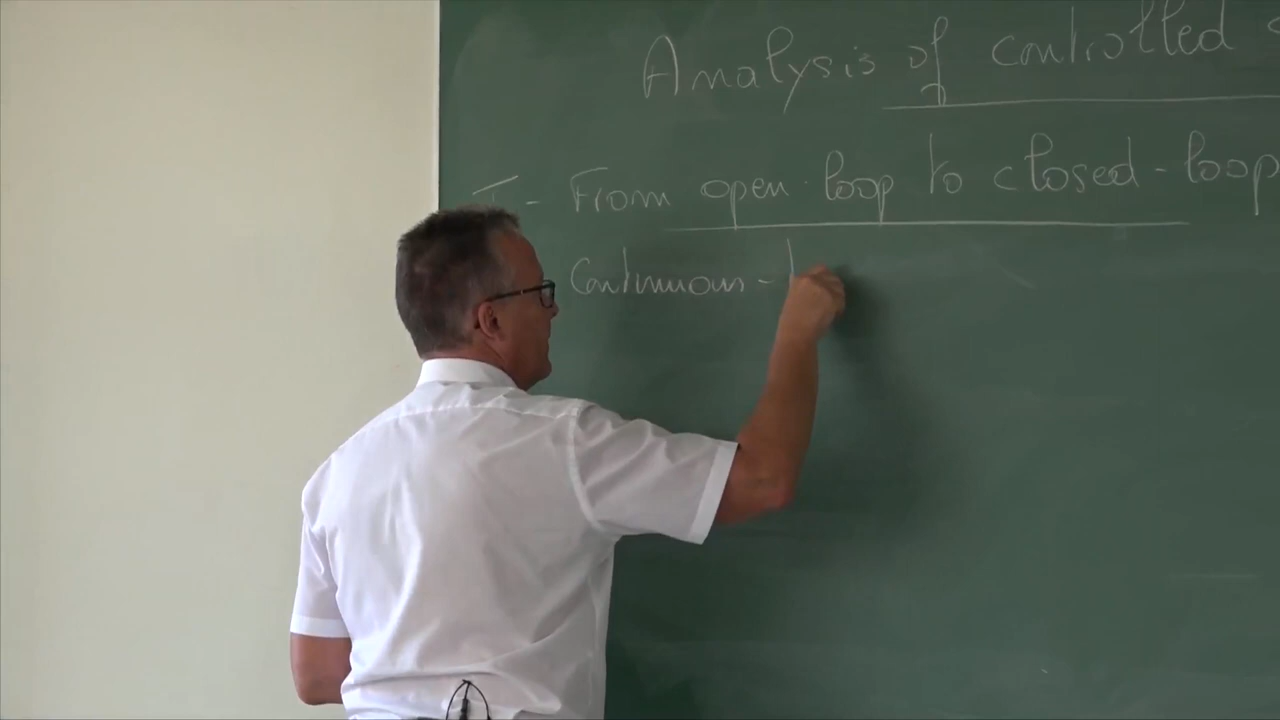 Analysis of controlled
I - From open-loop to closed-loop
Continuous - t